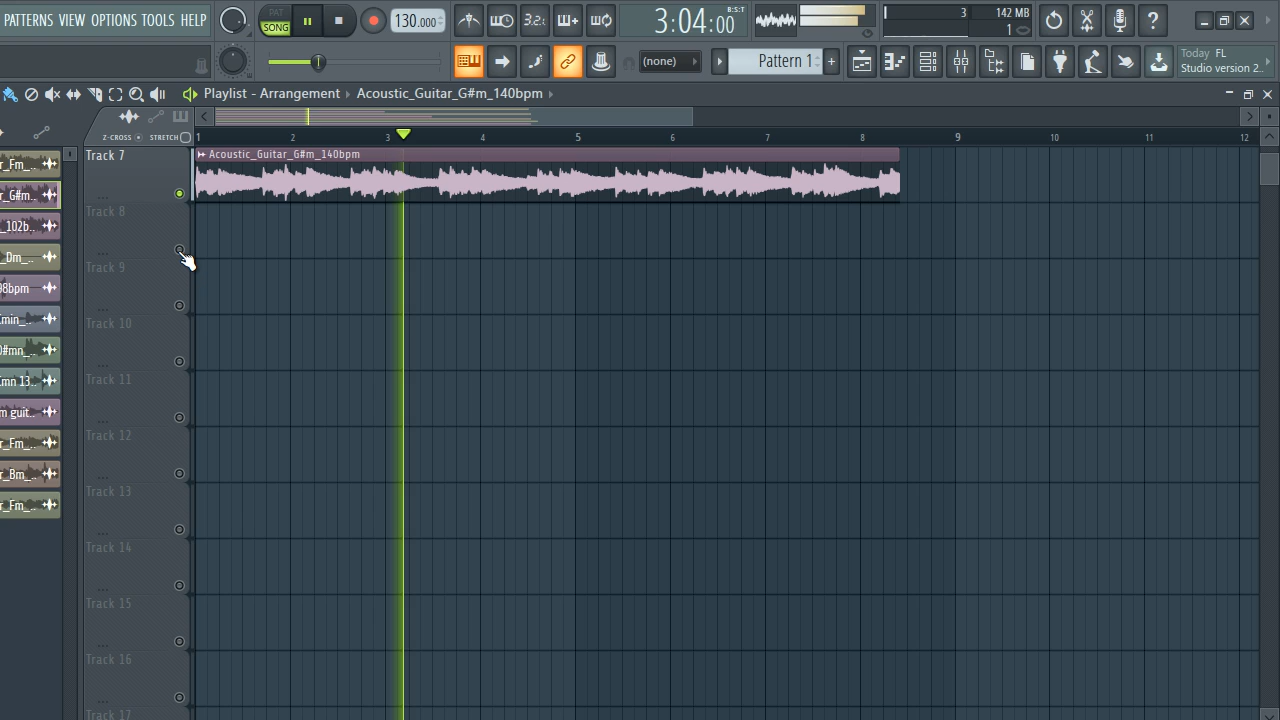 PATTERNS VIEW OPTIONS TOOLS HELP
PAT
SONG
130.000
3.2:
3:04:00
B:S:T
3
142 MB
1
(none)
Pattern 1
+
Today FL
Studio version 2..
Playlist - Arrangement › Acoustic_Guitar_G#m_140bpm ›
Z-CROSS
STRETCH
1 2 3 4 5 6 7 8 9 10 11 12
r_Fm_..
r_G#m..
_102b..
_Dm_..
98bpm
min_..
#mn_..
mn 13..
m guit..
r_Fm_..
r_Bm_..
r_Fm_..
Track 7
Acoustic_Guitar_G#m_140bpm
Track 8
Track 9
Track 10
Track 11
Track 12
Track 13
Track 14
Track 15
Track 16
Track 17